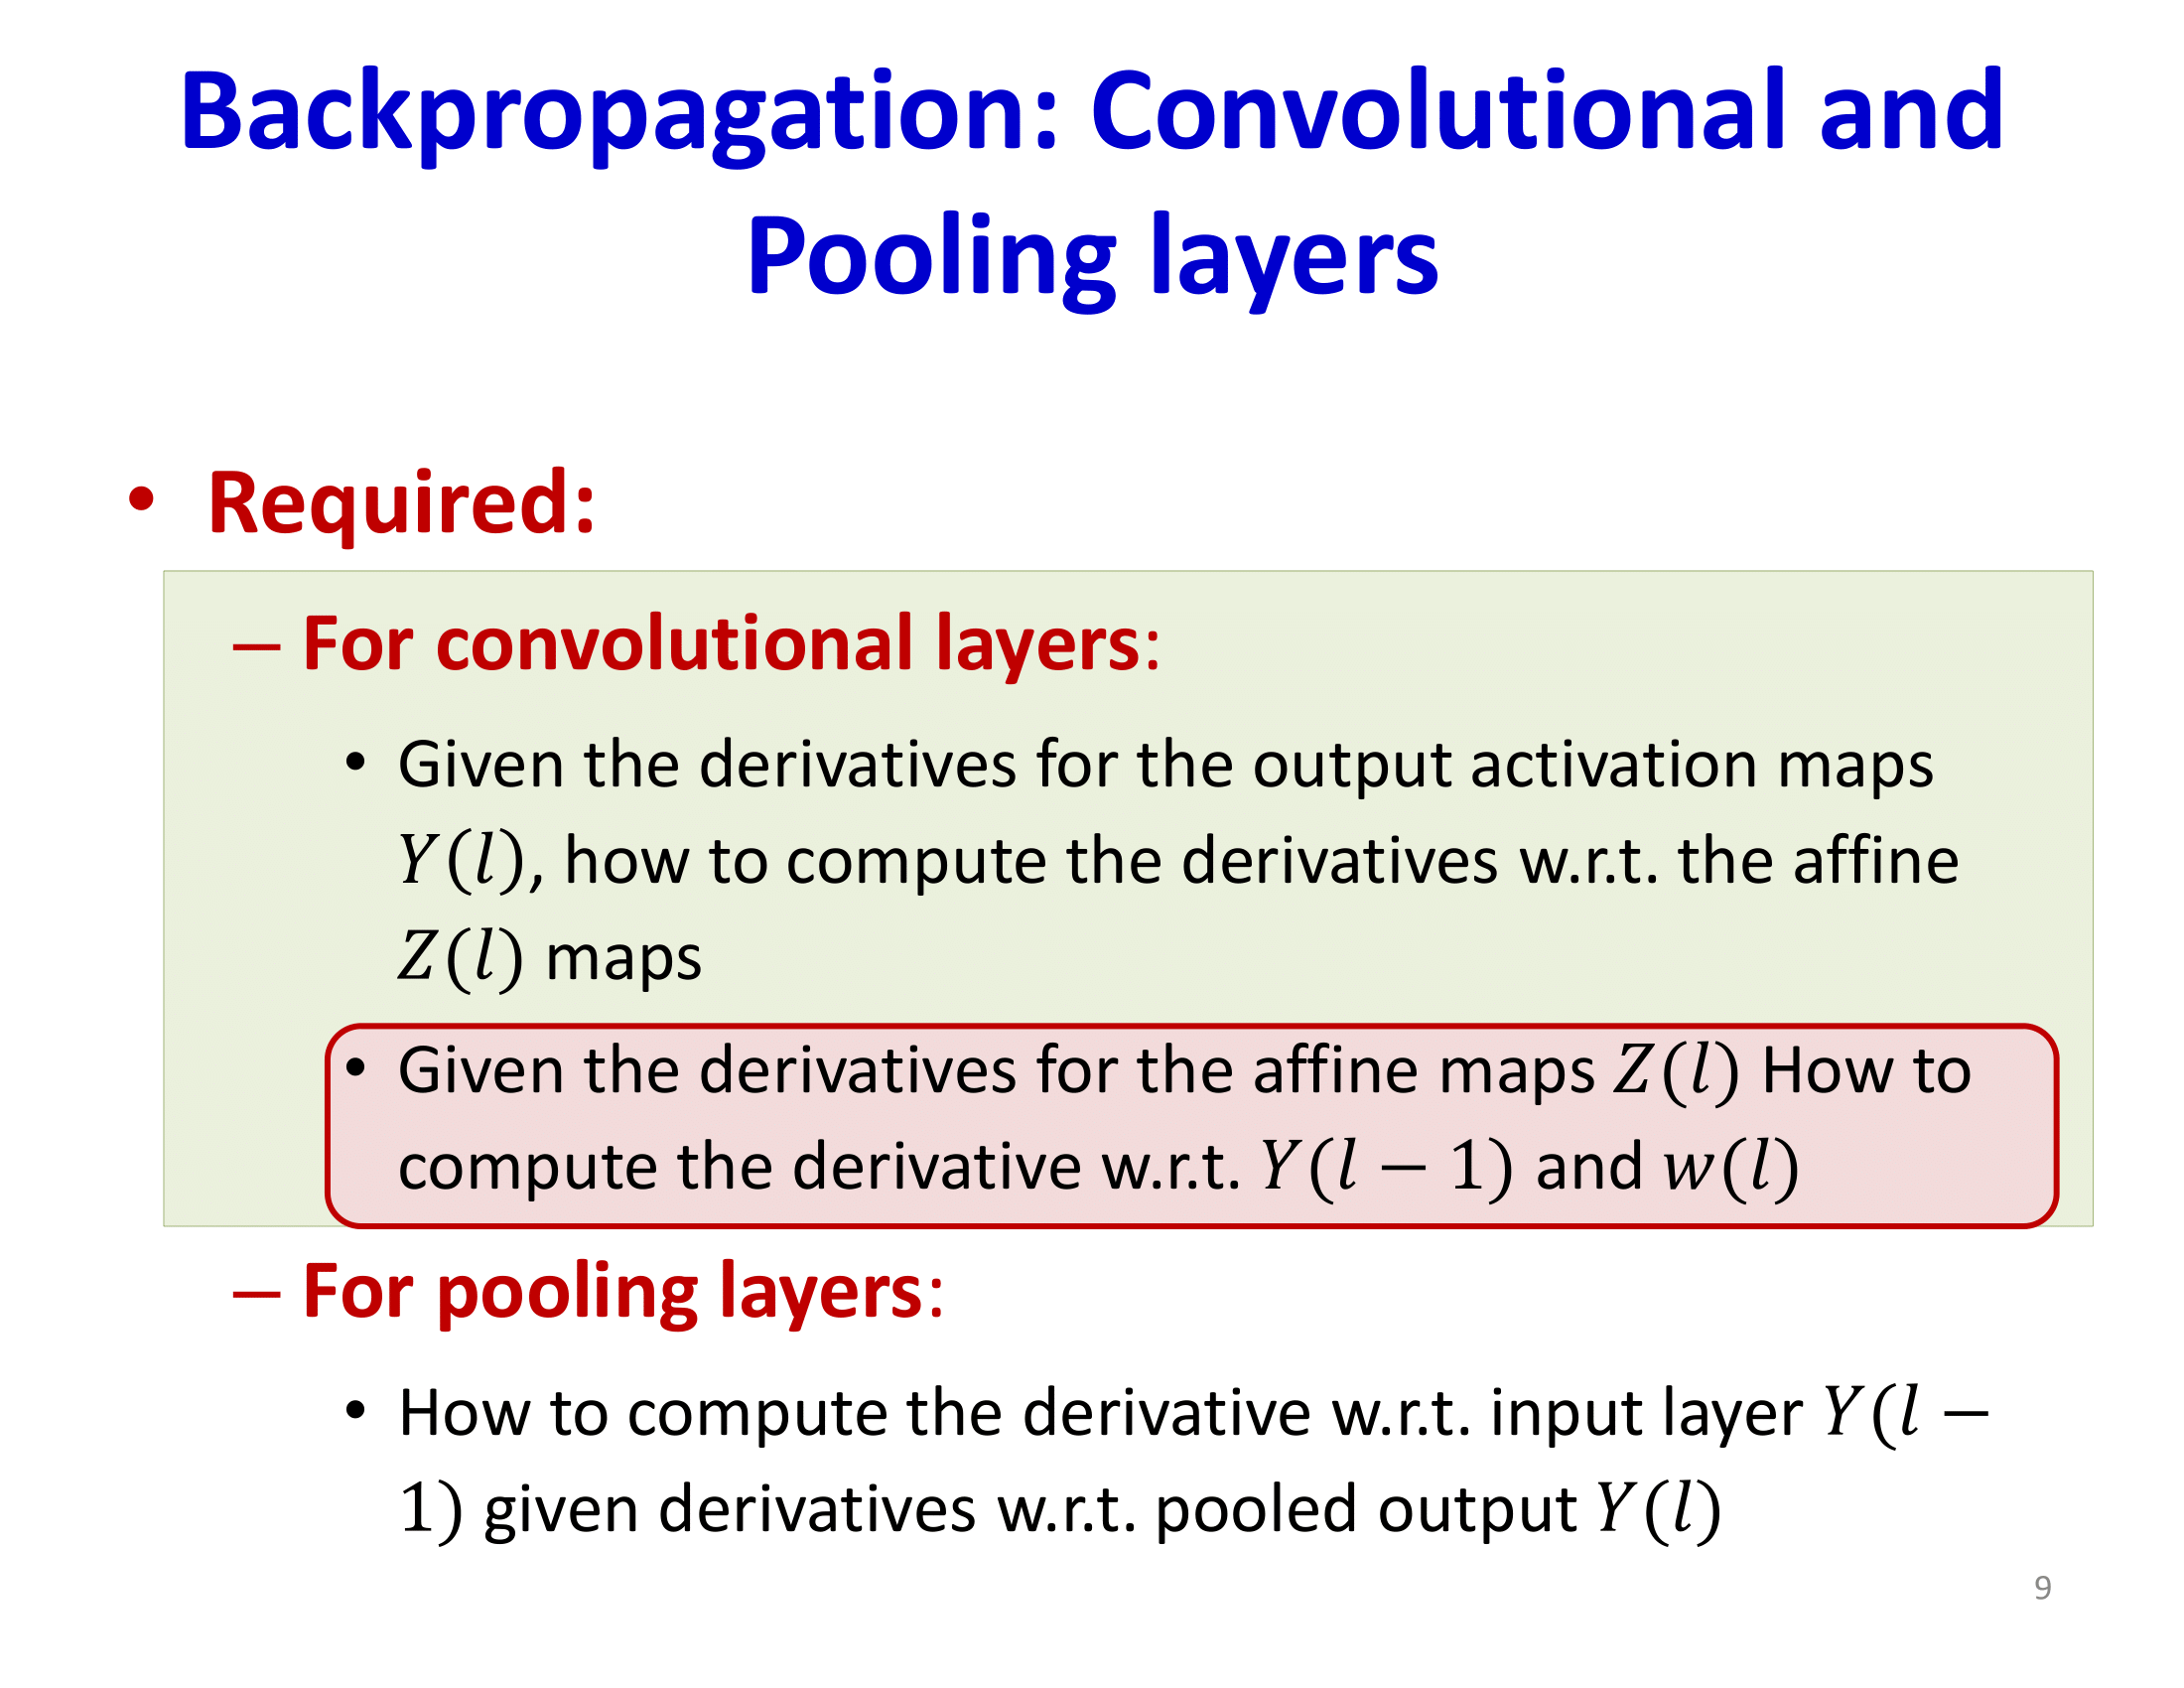 Backpropagation: Convolutional and
Pooling layers
• Required:
– For convolutional layers:
• Given the derivatives for the output activation maps
Y(l), how to compute the derivatives w.r.t. the affine
Z(l) maps
• Given the derivatives for the affine maps Z(l) How to
compute the derivative w.r.t. Y(l − 1) and w(l)
– For pooling layers:
• How to compute the derivative w.r.t. input layer Y(l −
1) given derivatives w.r.t. pooled output Y(l)
9